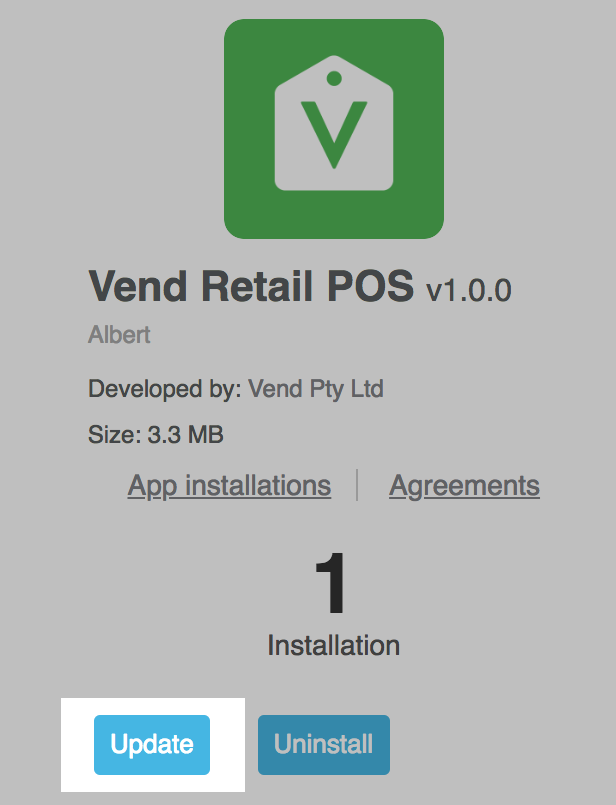 V
Vend Retail POS v1.0.0
Albert
Developed by: Vend Pty Ltd
Size: 3.3 MB
App installations Agreements
1
Installation
Update Uninstall